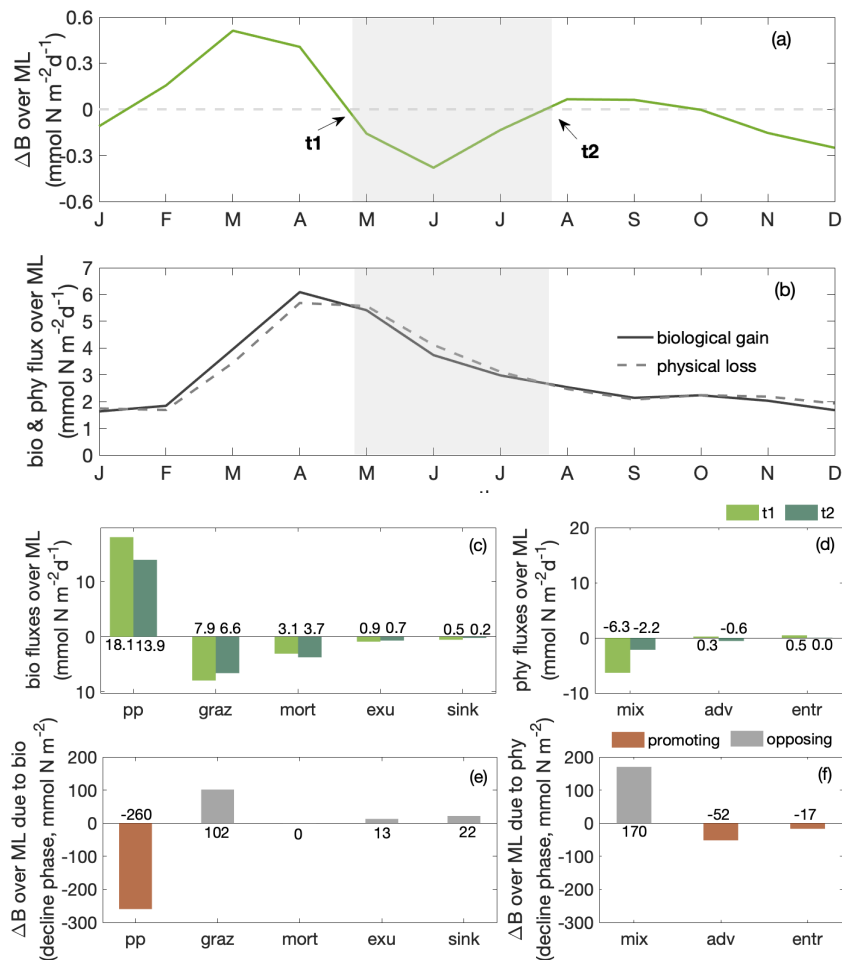 (a)
ΔB over ML
(mmol N m⁻²d⁻¹)
0.6
0.3
0
-0.3
-0.6
t1
t2
J F M A M J J A S O N D
(b)
bio & phy flux over ML
(mmol N m⁻²d⁻¹)
7
6
5
4
3
2
1
0
biological gain
physical loss
J F M A M J J A S O N D
t1 t2
(c)
bio fluxes over ML
(mmol N m⁻²d⁻¹)
10
0
10
7.9 6.6 3.1 3.7 0.9 0.7 0.5 0.2
18.1 13.9
pp graz mort exu sink
(d)
phy fluxes over ML
(mmol N m⁻²d⁻¹)
20
10
0
-10
-6.3 -2.2 -0.6
0.3 0.5 0.0
mix adv entr
(e)
ΔB over ML due to bio
(decline phase, mmol N m⁻²)
200
100
0
-100
-200
-300
-260
102 0 13 22
pp graz mort exu sink
promoting opposing
(f)
ΔB over ML due to phy
(decline phase, mmol N m⁻²)
200
100
0
-100
-200
-300
-52 -17
170
mix adv entr